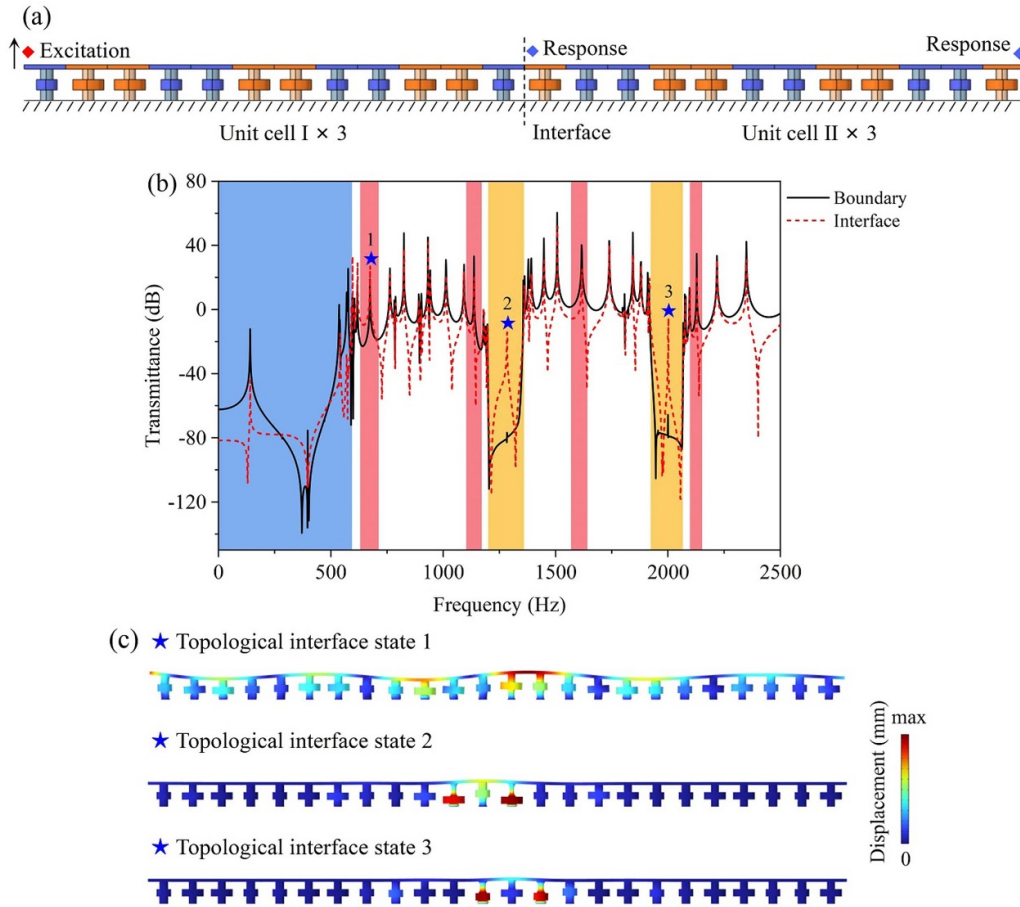 (a)
Excitation
Response
Response
Unit cell I × 3
Interface
Unit cell II × 3
(b)
80
40
0
-40
-80
-120
Transmittance (dB)
1
2
3
Boundary
Interface
0
500
1000
1500
2000
2500
Frequency (Hz)
(c)
Topological interface state 1
Topological interface state 2
Topological interface state 3
max
Displacement (mm)
0